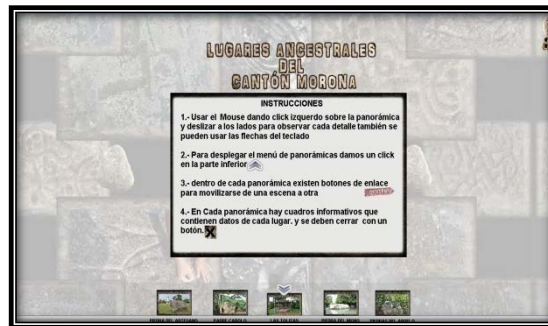 LUGARES ANCESTRALES
DEL
CANTÓN MORONA
INSTRUCCIONES
1.- Usar el Mouse dando click izquerdo sobre la panorámica
y deslizar a los lados para observar cada detalle también se
pueden usar las flechas del teclado
2.- Para desplegar el menú de panorámicas damos un click
en la parte inferior
3.- dentro de cada panorámica existen botones de enlace
para movilizarse de una escena a otra
4.- En Cada panorámica hay cuadros informativos que
contienen datos de cada lugar. y se deben cerrar con un
botón.
LAS TOLITAS